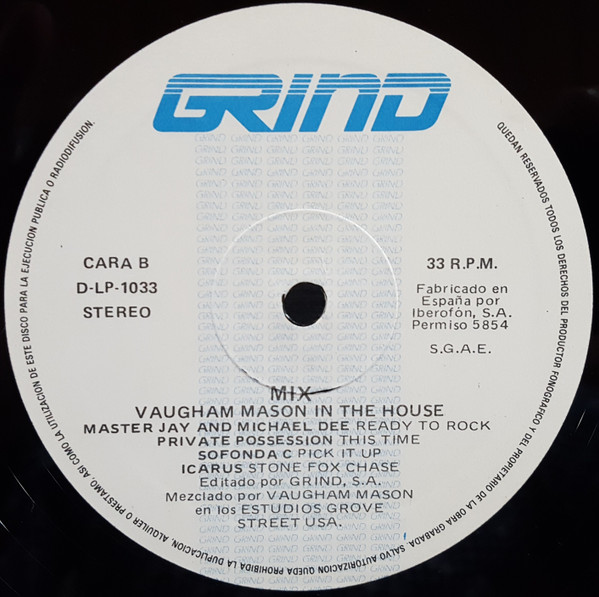 GRIND
CARA B
D-LP-1033
STEREO
33 R.P.M.
Fabricado en
España por
Iberofón, S.A.
Permiso 5854
S.G.A.E.
MIX
VAUGHAM MASON IN THE HOUSE
MASTER JAY AND MICHAEL DEE READY TO ROCK
PRIVATE POSSESSION THIS TIME
SOFONDA C PICK IT UP
ICARUS STONE FOX CHASE
Editado por GRIND, S.A.
Mezclado por VAUGHAM MASON
en los ESTUDIOS GROVE
STREET USA.
QUEDAN RESERVADOS TODOS LOS DERECHOS DEL PRODUCTOR FONOGRAFICO Y DEL PROPIETARIO DE LA OBRA GRABADA. SALVO AUTORIZACION QUEDA PROHIBIDA LA DUPLICACION, ALQUILER O PRESTAMO, ASI COMO LA UTILIZACION DE ESTE DISCO PARA LA EJECUCION PUBLICA O RADIODIFUSION.